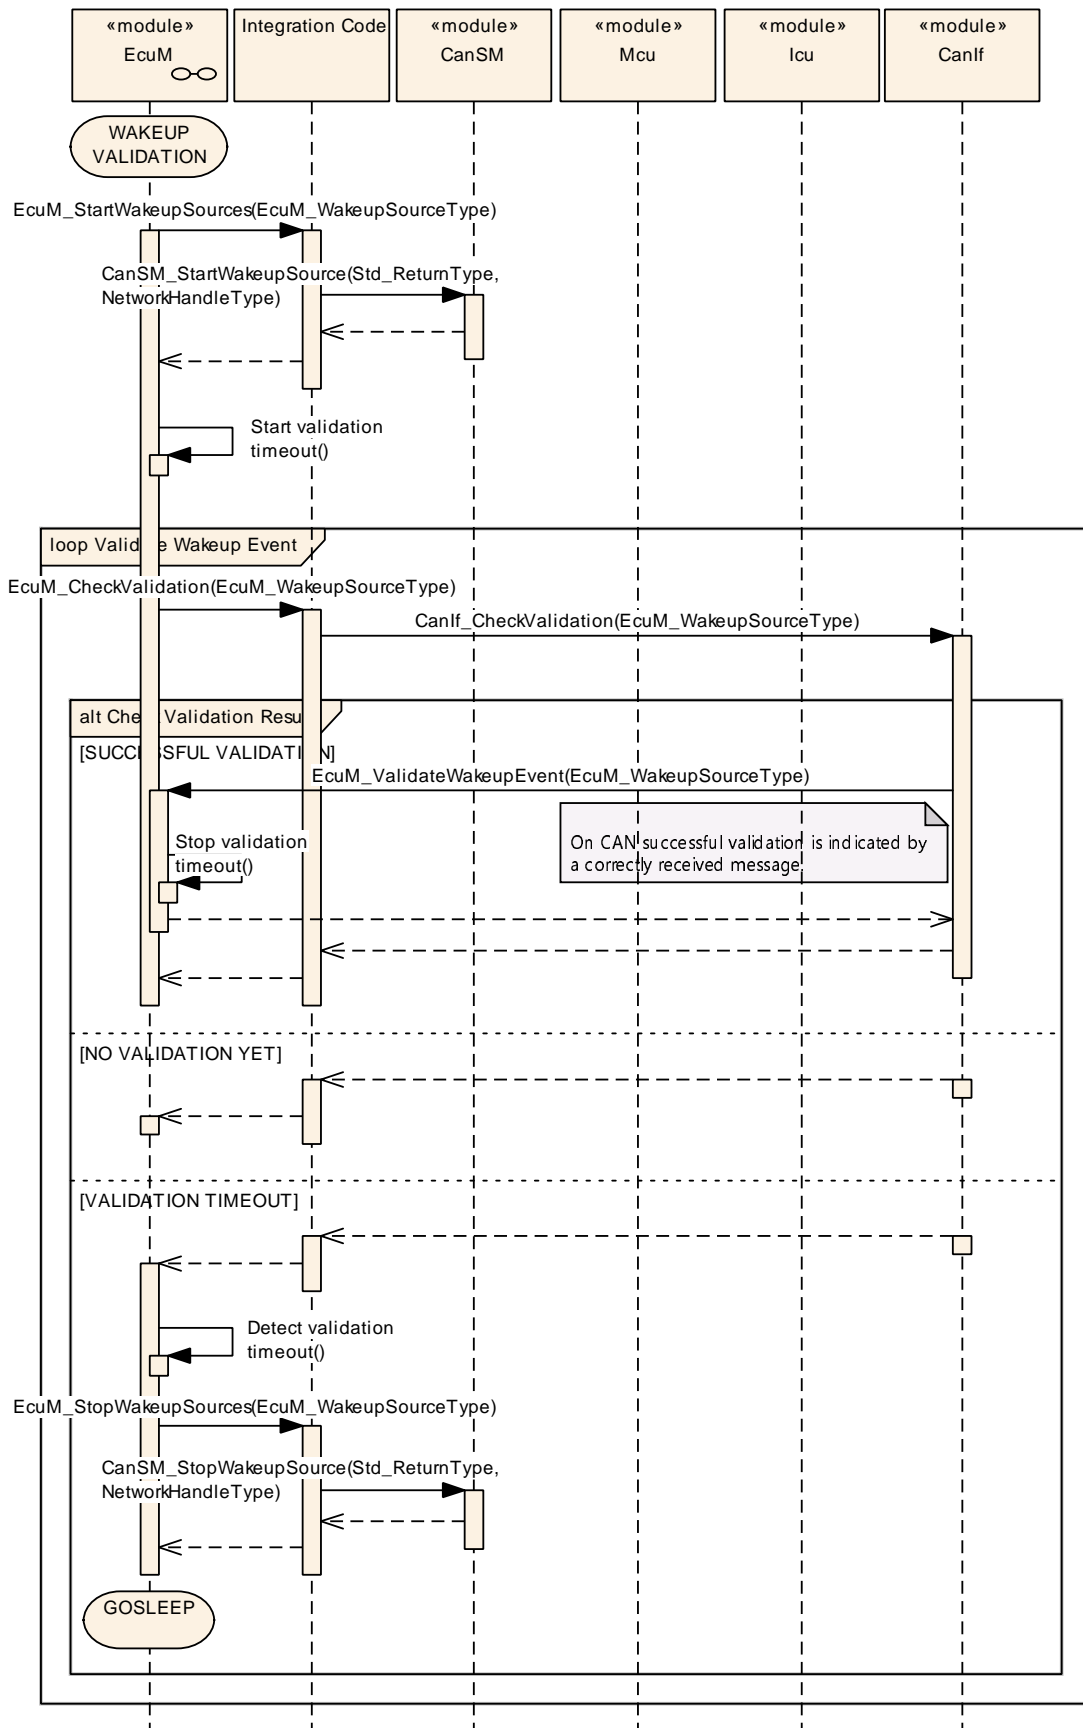 «module»
EcuM
Integration Code
«module»
CanSM
«module»
Mcu
«module»
Icu
«module»
CanIf
WAKEUP
VALIDATION
EcuM_StartWakeupSources(EcuM_WakeupSourceType)
CanSM_StartWakeupSource(Std_ReturnType,
NetworkHandleType)
Start validation
timeout()
loop Validate Wakeup Event
EcuM_CheckValidation(EcuM_WakeupSourceType)
CanIf_CheckValidation(EcuM_WakeupSourceType)
alt Check Validation Resu
[SUCCESSFUL VALIDATION]
EcuM_ValidateWakeupEvent(EcuM_WakeupSourceType)
On CAN successful validation is indicated by
a correctly received message.
Stop validation
timeout()
[NO VALIDATION YET]
[VALIDATION TIMEOUT]
Detect validation
timeout()
EcuM_StopWakeupSources(EcuM_WakeupSourceType)
CanSM_StopWakeupSource(Std_ReturnType,
NetworkHandleType)
GOSLEEP